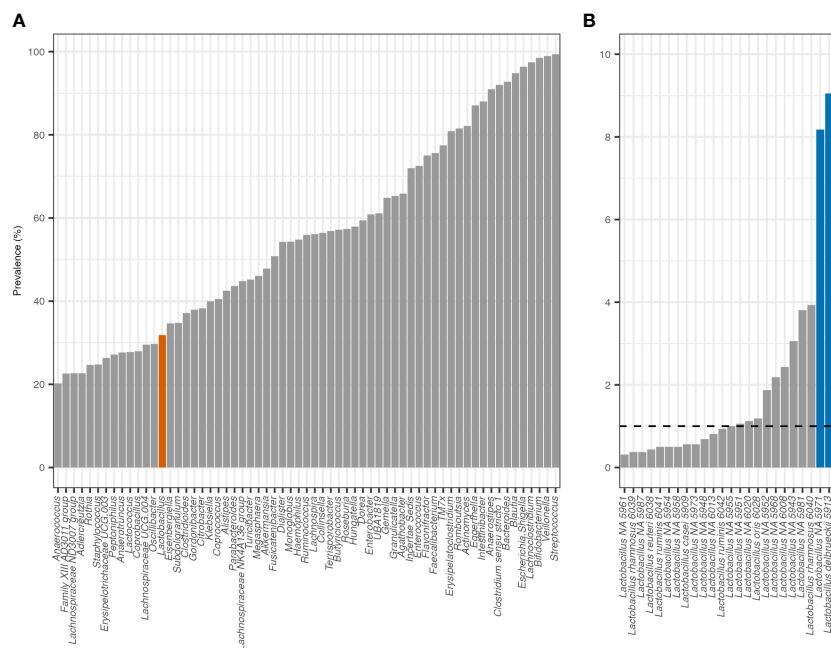 A
B
Prevalence (%)
100
80
60
40
20
0
Anaerococcus
Family XIII AD3011 group
Lachnospiraceae ND3007 group
Adlercreutzia
Rothia
Staphylococcus
Erysipelotrichaceae UCG.003
Peptoniphilus
Anaerotruncus
Lactococcus
Coprobacillus
Lachnospiraceae UCG 004
Oscillibacter
Lactobacillus
Eisenbergiella
Subdoligranulum
Clostridioides
Gordonibacter
Citrobacter
Klebsiella
Coprococcus
Alistipes
Parabacteroides
Lachnospiraceae NK4A136 group
Turicibacter
Megasphaera
Akkermansia
Fusicatenibacter
Dialister
Monoglobus
Haemophilus
Ruminococcus
Lachnospira
Collinsella
Terrisporobacter
Butyricicoccus
Roseburia
Hungatella
Dorea
Enterobacter
CBA1819
Gemella
Granulicatella
Agathobacter
Incertae Sedis
Enterococcus
Flavonifractor
Faecalibacterium
TM7x
Erysipelatoclostridium
Romboutsia
Actinomyces
Eggerthella
Intestinibacter
Anaerostipes
Clostridium sensu stricto 1
Bacteroides
Blautia
Escherichia.Shigella
Lachnoclostridium
Bifidobacterium
Veillonella
Streptococcus
10
8
6
4
2
0
Lactobacillus NA 5961
Lactobacillus rhamnosus 6039
Lactobacillus NA 5987
Lactobacillus reuteri 6038
Lactobacillus ruminis 6041
Lactobacillus NA 5954
Lactobacillus NA 5959
Lactobacillus casei 5909
Lactobacillus NA 5973
Lactobacillus NA 5948
Lactobacillus NA 6013
Lactobacillus ruminis 6042
Lactobacillus NA 5955
Lactobacillus NA 5951
Lactobacillus NA 6020
Lactobacillus oris 6028
Lactobacillus NA 5952
Lactobacillus NA 5968
Lactobacillus NA 6008
Lactobacillus NA 5943
Lactobacillus NA 5981
Lactobacillus rhamnosus 6040
Lactobacillus NA 5971
Lactobacillus delbrueckii 5913